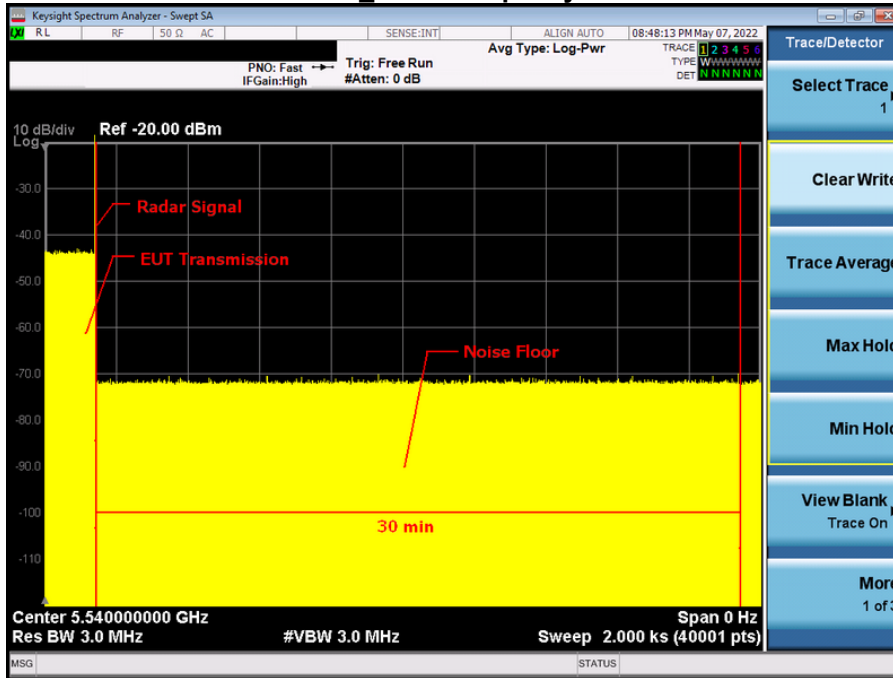 Keysight Spectrum Analyzer - Swept SA
LXI RL RF 50 Ω AC SENSE:INT ALIGN AUTO 08:48:13 PM May 07, 2022
Avg Type: Log-Pwr TRACE 1 2 3 4 5 6
PNO: Fast Trig: Free Run TYPE WWWWWW
IFGain:High #Atten: 0 dB DET N N N N N N
Trace/Detector
Select Trace
1
Clear Write
Trace Average
Max Hold
Min Hold
View Blank
Trace On
More
1 of 3
10 dB/div Ref -20.00 dBm
Log
-30.0
-40.0
-50.0
-60.0
-70.0
-80.0
-90.0
-100
-110
Radar Signal
EUT Transmission
Noise Floor
30 min
Center 5.540000000 GHz Span 0 Hz
Res BW 3.0 MHz #VBW 3.0 MHz Sweep 2.000 ks (40001 pts)
MSG STATUS